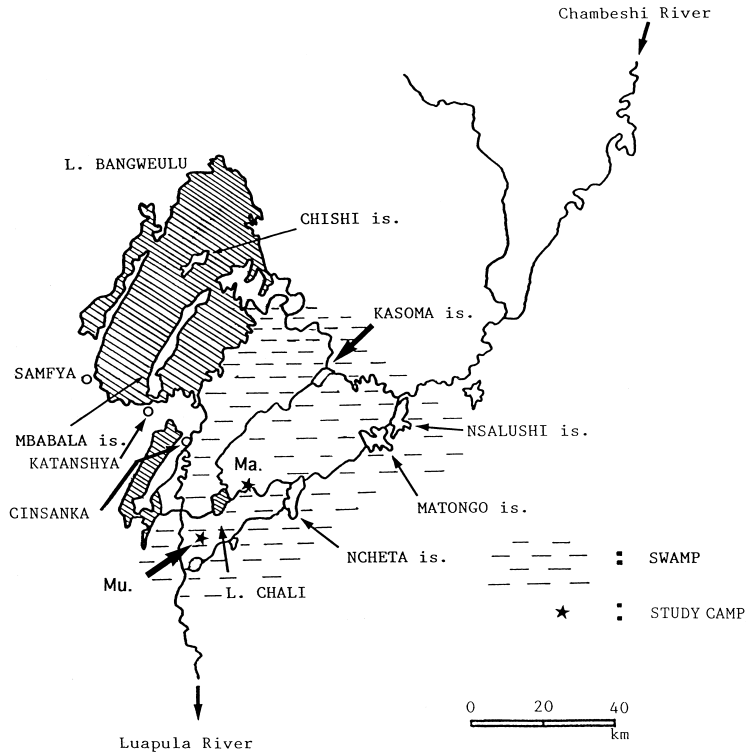 Chambeshi River
L. BANGWEULU
CHISHI is.
KASOMA is.
SAMFYA
NSALUSHI is.
MBABALA is.
KATANSHYA
Ma.
MATONGO is.
CINSANKA
NCHETA is.
SWAMP
Mu.
L. CHALI
STUDY CAMP
0 20 40
km
Luapula River